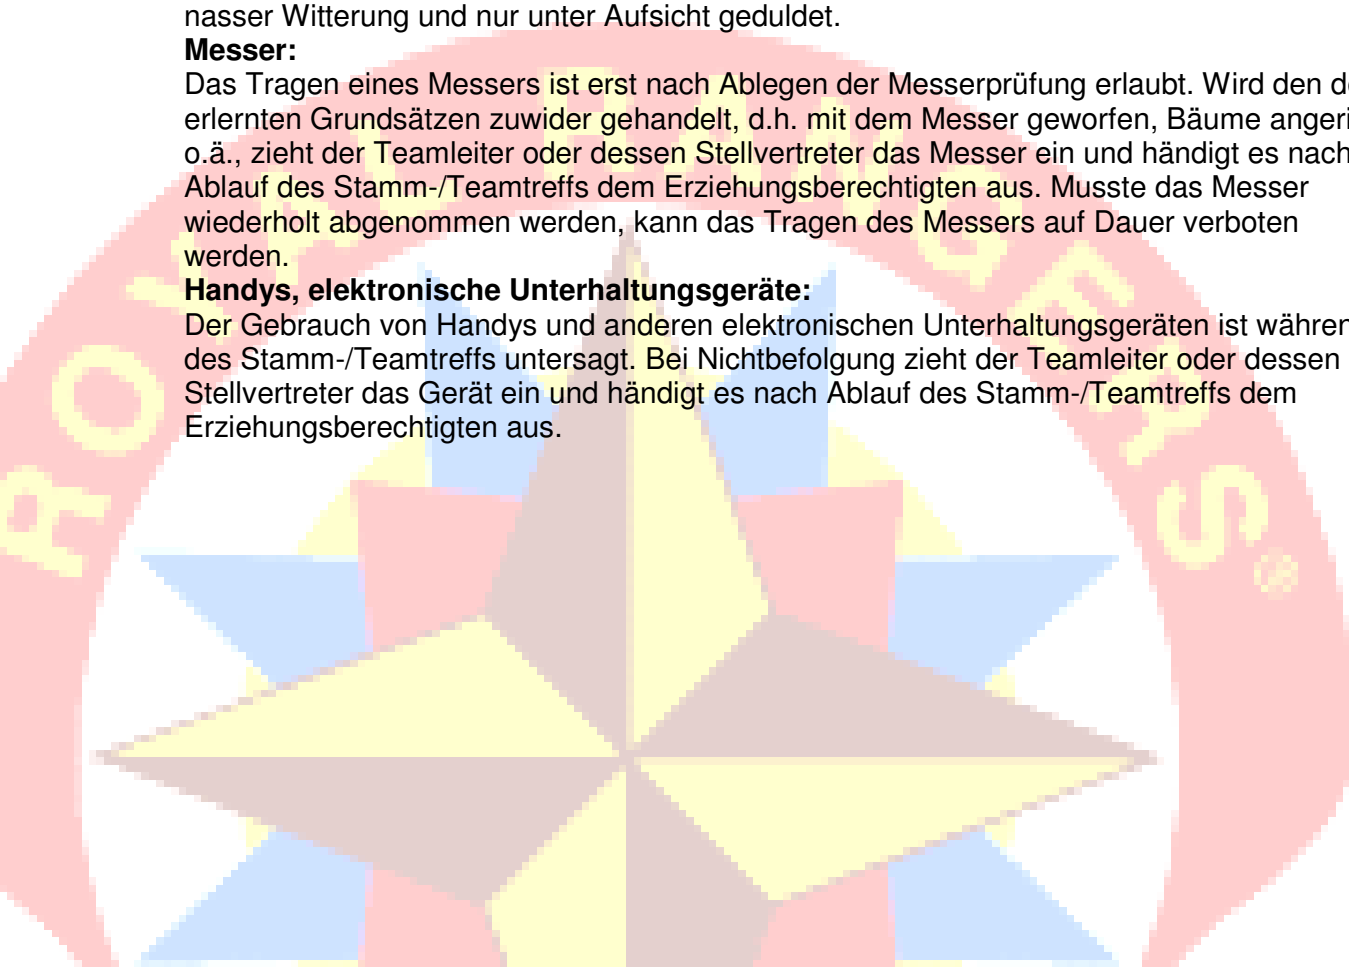 nasser Witterung und nur unter Aufsicht geduldet.
Messer:
Das Tragen eines Messers ist erst nach Ablegen der Messerprüfung erlaubt. Wird den
erlernten Grundsätzen zuwider gehandelt, d.h. mit dem Messer geworfen, Bäume
o.ä., zieht der Teamleiter oder dessen Stellvertreter das Messer ein und händigt es nach
Ablauf des Stamm-/Teamtreffs dem Erziehungsberechtigten aus. Musste das Messer
wiederholt abgenommen werden, kann das Tragen des Messers auf Dauer verboten
werden.
Handys, elektronische Unterhaltungsgeräte:
Der Gebrauch von Handys und anderen elektronischen Unterhaltungsgeräten ist
des Stamm-/Teamtreffs untersagt. Bei Nichtbefolgung zieht der Teamleiter oder dessen
Stellvertreter das Gerät ein und händigt es nach Ablauf des Stamm-/Teamtreffs dem
Erziehungsberechtigten aus.
ROYAL RANGERS®